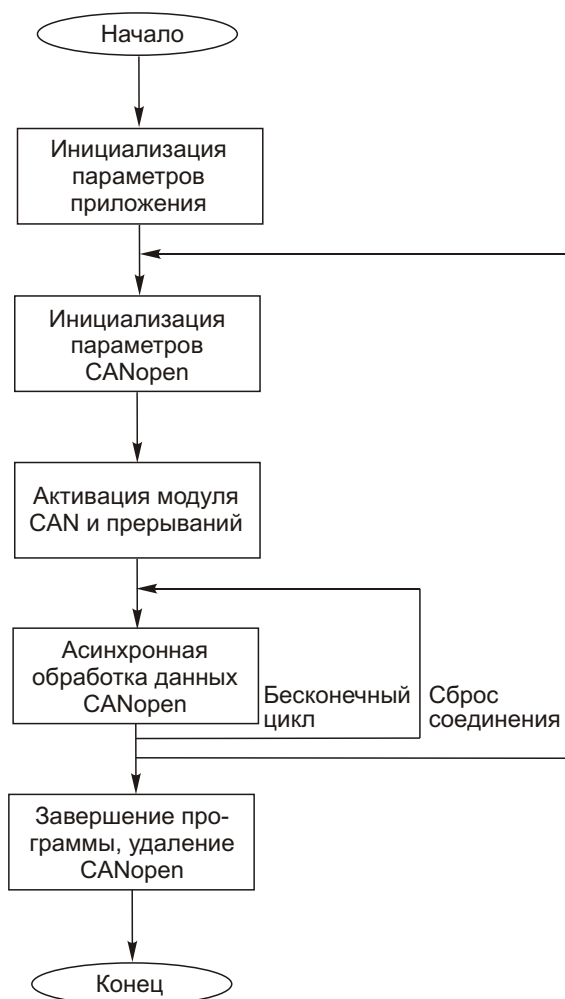 Начало
Инициализация
параметров
приложения
Инициализация
параметров
CANopen
Активация модуля
CAN и прерываний
Асинхронная
обработка данных
CANopen
Бесконечный
цикл
Сброс
соединения
Завершение про-
граммы, удаление
CANopen
Конец